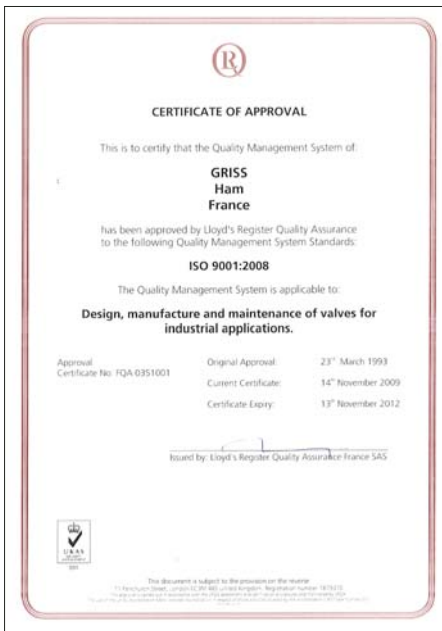 CERTIFICATE OF APPROVAL
This is to certify that the Quality Management System of:
GRISS
Ham
France
has been approved by Lloyd's Register Quality Assurance
to the following Quality Management System Standards:
ISO 9001:2008
The Quality Management System is applicable to:
Design, manufacture and maintenance of valves for
industrial applications.
Approval
Certificate No: FQA 0351001
Original Approval: 23rd March 1993
Current Certificate: 14th November 2009
Certificate Expiry: 13th November 2012
Issued by: Lloyd's Register Quality Assurance France SAS
UKAS
001
This document is subject to the provision on the reverse